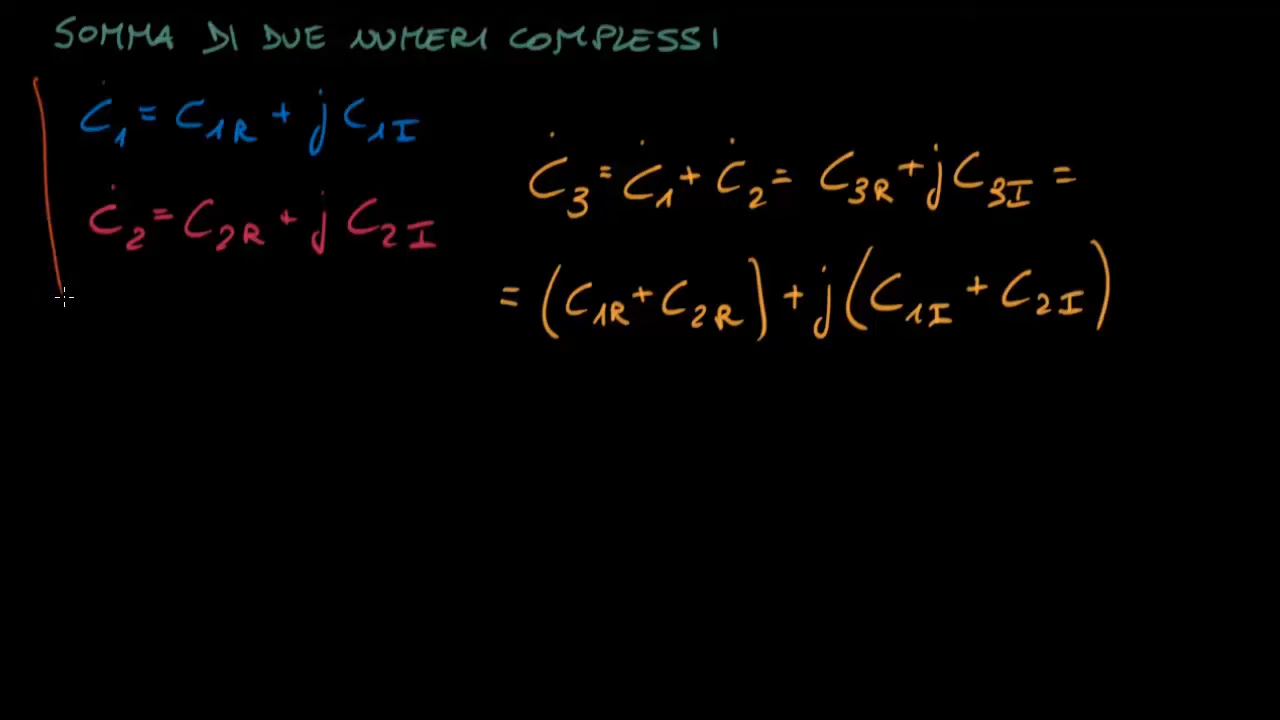 SOMMA DI DUE NUMERI COMPLESSI
Ċ₁ = C₁R + j C₁I
Ċ₂ = C₂R + j C₂I
Ċ₃ = Ċ₁ + Ċ₂ = C₃R + j C₃I =
= (C₁R + C₂R) + j (C₁I + C₂I)